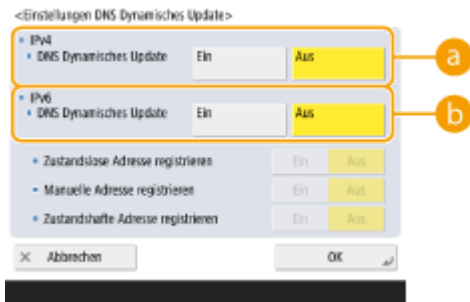 <Einstellungen DNS Dynamisches Update>
IPv4
DNS Dynamisches Update Ein Aus
a
IPv6
DNS Dynamisches Update Ein Aus
b
Zustandslose Adresse registrieren Ein Aus
Manuelle Adresse registrieren Ein Aus
Zustandshafte Adresse registrieren Ein Aus
× Abbrechen OK